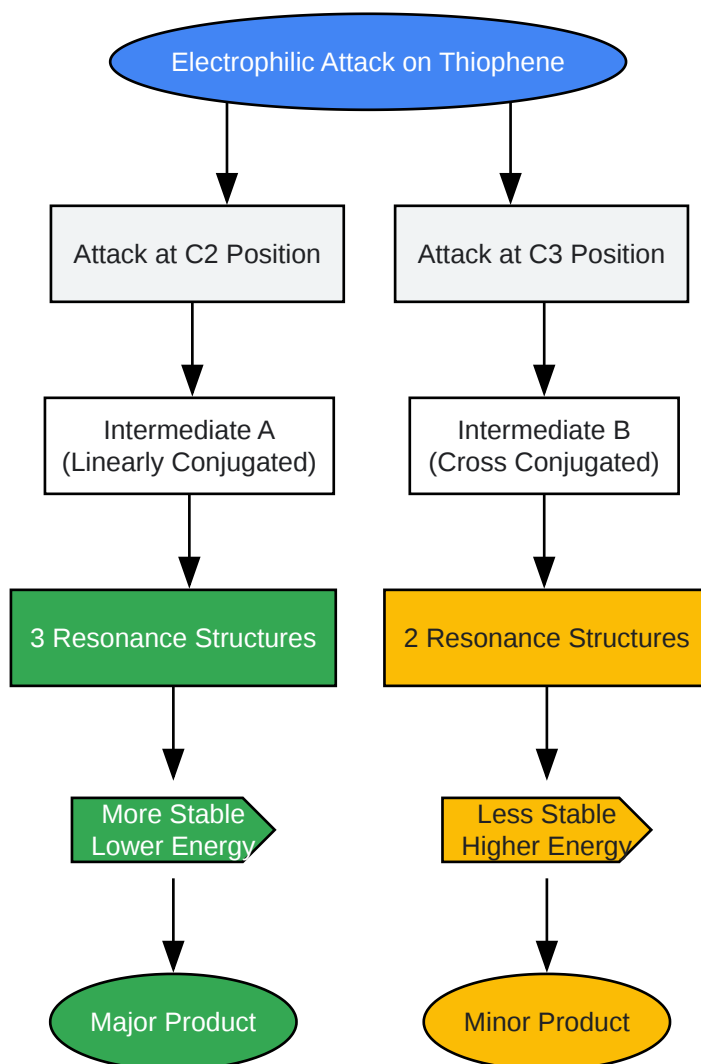 Electrophilic Attack on Thiophene
Attack at C2 Position
Attack at C3 Position
Intermediate A
(Linearly Conjugated)
Intermediate B
(Cross Conjugated)
3 Resonance Structures
2 Resonance Structures
More Stable
Lower Energy
Less Stable
Higher Energy
Major Product
Minor Product